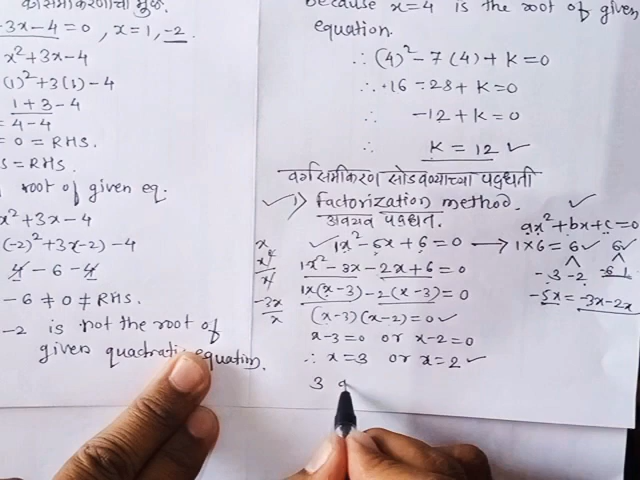 -3x-4=0, x=1, -2.
x²+3x-4
(1)²+3(1)-4
1+3-4
=4-4
=0=RHS.
S=RHS.
root of given eq.
x²+3x-4
(-2)²+3x(-2)-4
4-6-4
-6≠0≠RHS.
-2 is not the root of
given quadratic equation.
because x=4 is the root of given
equation.
∴ (4)²-7(4)+K=0
∴ 16-28+K=0
∴ -12+K=0
∴ K=12 ✓
वर्गसमीकरण सोडवण्याच्या पद्धती
✓ 1) factorization method.
अवयव पद्धत.
✓ 1x²-5x+6=0 →
1x²-3x-2x+6=0
1x(x-3)-2(x-3)=0
(x-3)(x-2)=0 ✓
x-3=0 or x-2=0
∴ x=3 or x=2 ✓
3
✓
ax²+bx+c=0
1×6=6 ✓ 6 ✓
-3 -2 -6 1
-5x=-3x-2x
-3x
x